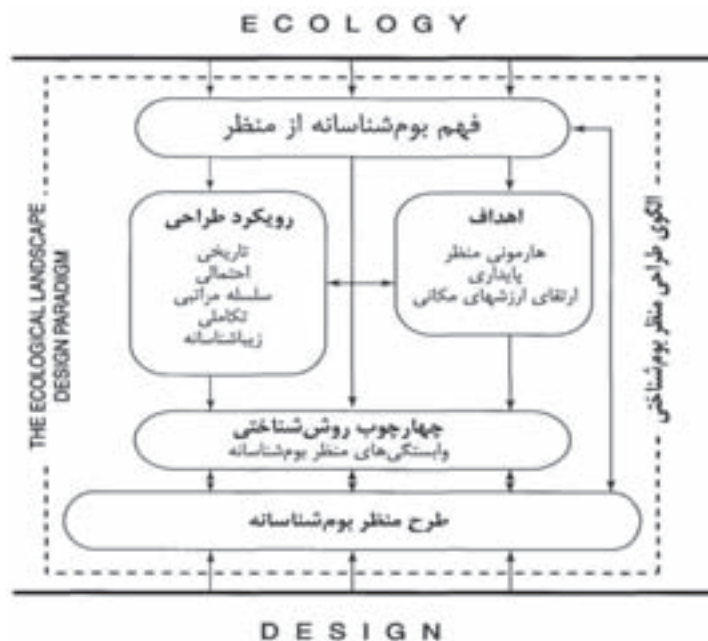 ECOLOGY
فهم بوم‌شناسانه از منظر
رویکرد طراحی
تاریخی
احتمالی
سلسله مراتبی
تکاملی
زیباشناسانه
اهداف
هارمونی منظر
پایداری
ارتقای ارزشهای مکانی
چهارچوب روش‌شناختی
وابستگی‌های منظر بوم‌شناسانه
طرح منظر بوم‌شناسانه
THE ECOLOGICAL LANDSCAPE
DESIGN PARADIGM
الگوی طراحی منظر بوم‌شناختی
DESIGN